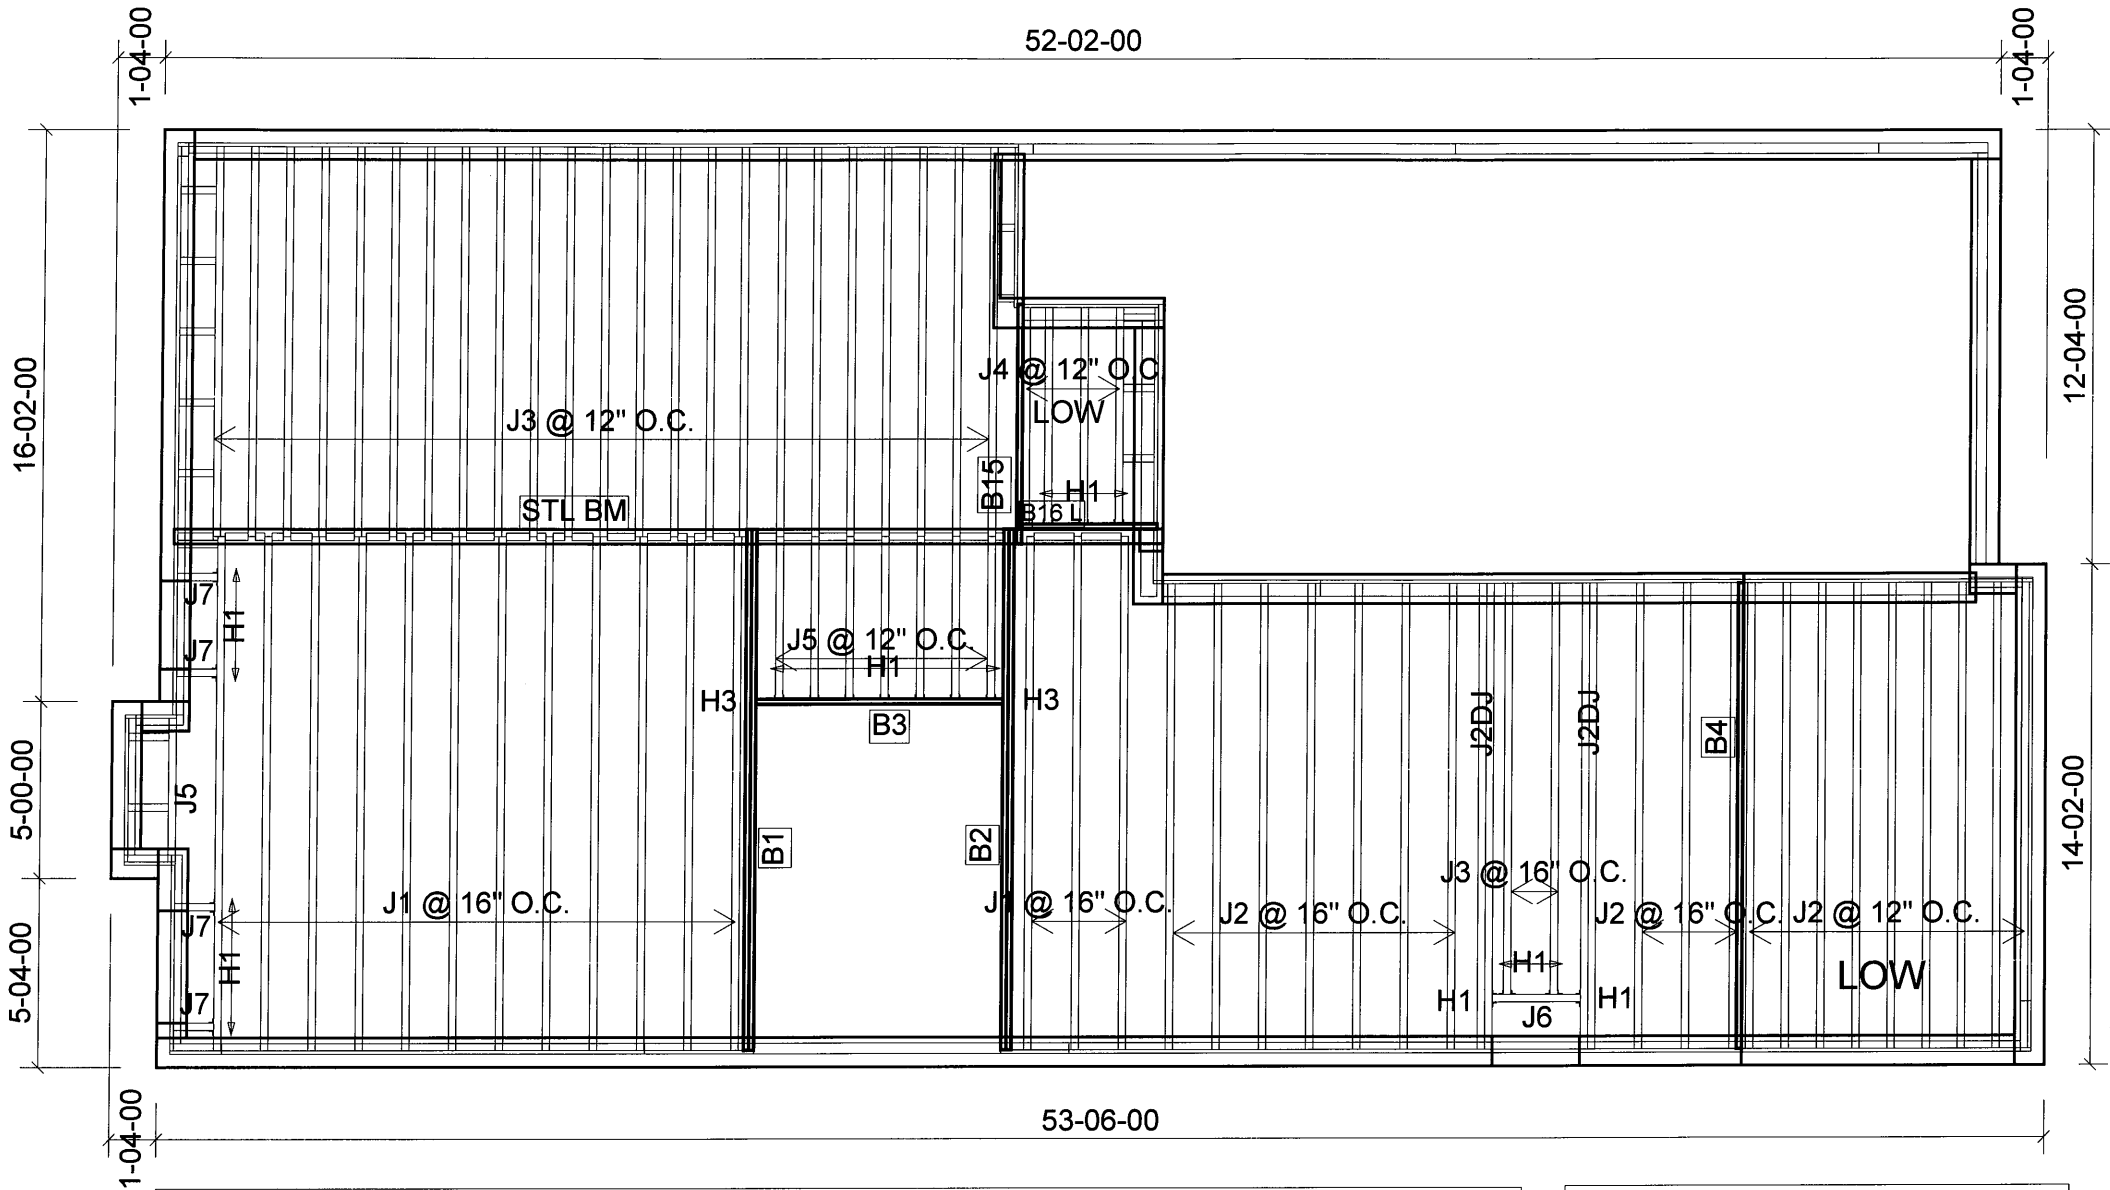 1-04-00
52-02-00
1-04-00
16-02-00
12-04-00
J4 @ 12" O.C
LOW
J3 @ 12" O.C.
B15
H1
STL BM
B16 L
J7
H1
J7
J5 @ 12" O.C.
H1
H3
H3
B3
J2DJ
J2DJ
B4
5-00-00
J5
B1
B2
14-02-00
J3 @ 16" O.C.
J1 @ 16" O.C.
J1 @ 16" O.C.
J2 @ 16" O.C.
J2 @ 16" O.C.
J2 @ 12" O.C.
5-04-00
J7
H1
J7
H1
LOW
H1
H1
J6
1-04-00
53-06-00